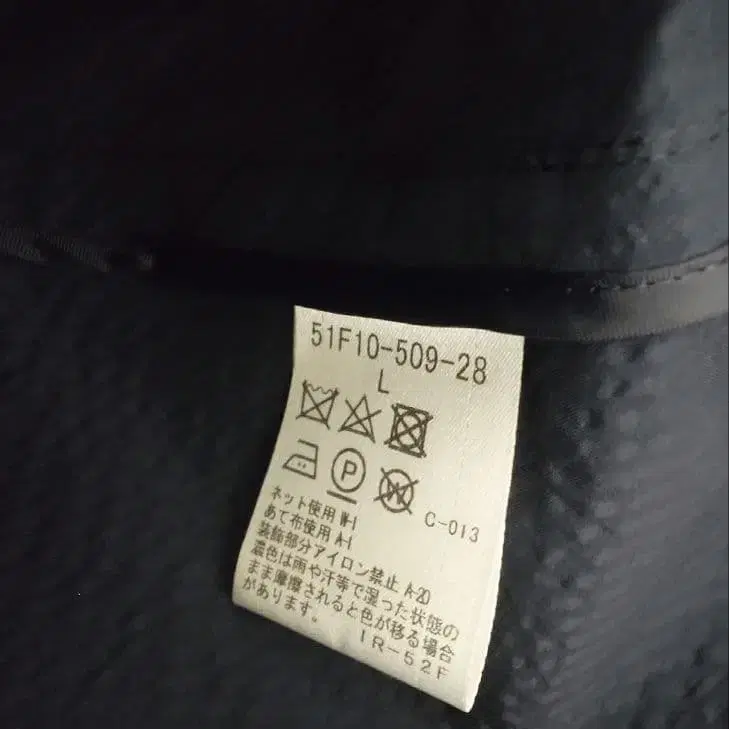 51F10-509-28
L
P W
C-013
ネット使用 W-1
あて布使用 A-1
装飾部分アイロン禁止 A-20
濃色は雨や汗等で湿った状態の
まま摩擦されると色が移る場合
があります。
IR-52F